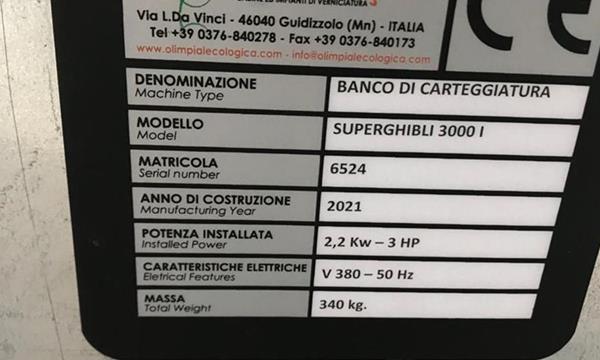 Via L.Da Vinci - 46040 Guidizzolo (Mn) - ITALIA
Tel +39 0376-840278 - Fax +39 0376-840173
www.olimpialecologica.com - info@olimpialecologica.com
CE
DENOMINAZIONE
Machine Type
BANCO DI CARTEGGIATURA
MODELLO
Model
SUPERGHIBLI 3000 I
MATRICOLA
Serial number
6524
ANNO DI COSTRUZIONE
Manufacturing Year
2021
POTENZA INSTALLATA
Installed Power
2,2 Kw – 3 HP
CARATTERISTICHE ELETTRICHE
Eletrical Features
V 380 – 50 Hz
MASSA
Total Weight
340 kg.